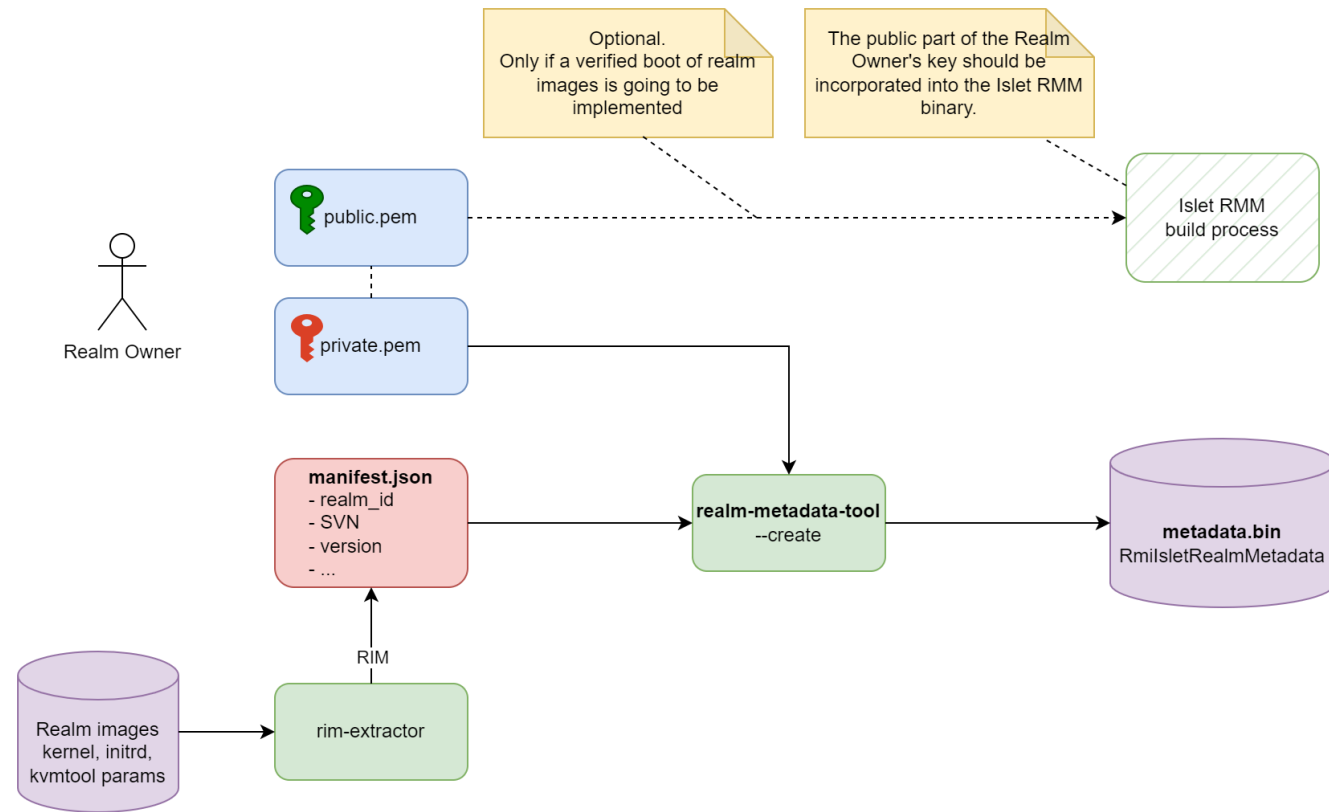 Optional.
Only if a verified boot of realm
images is going to be
implemented
The public part of the Realm
Owner's key should be
incorporated into the Islet RMM
binary.
public.pem
Islet RMM
build process
Realm Owner
private.pem
manifest.json
- realm_id
- SVN
- version
- ...
realm-metadata-tool
--create
metadata.bin
RmiIsletRealmMetadata
RIM
Realm images
kernel, initrd,
kvmtool params
rim-extractor